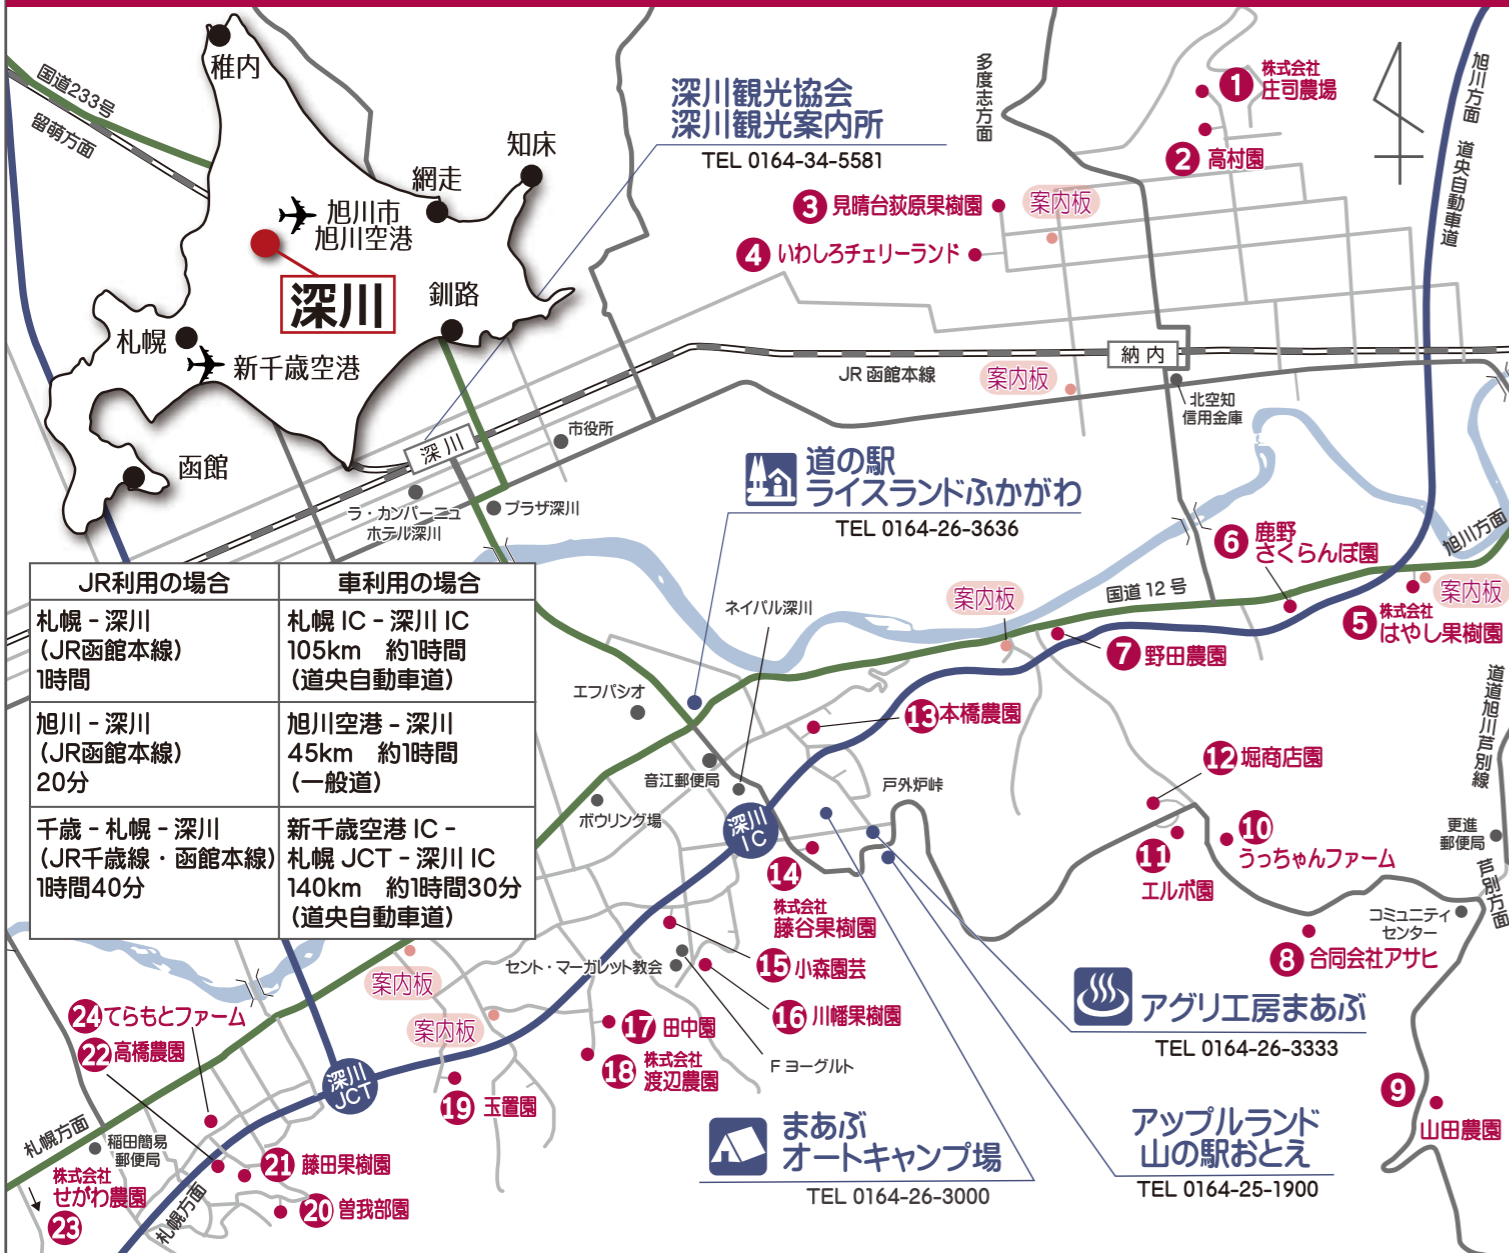 国道233号
留萌方面
稚内
知床
網走
旭川市
旭川空港
深川
釧路
札幌
新千歳空港
函館
深川観光協会
深川観光案内所
TEL 0164-34-5581
多度志方面
1 株式会社
庄司農場
2 高村園
3 見晴台荻原果樹園
案内板
4 いわしろチェリーランド
旭川方面
道央自動車道
納内
JR 函館本線
案内板
北空知
信用金庫
深川
市役所
ラ・カンパーニュ
ホテル深川
プラザ深川
道の駅
ライスランドふかがわ
TEL 0164-26-3636
6 鹿野
さくらんぼ園
旭川方面
国道 12 号
案内板
案内板
5 株式会社
はやし果樹園
7 野田農園
道道旭川芦別線
JR利用の場合
車利用の場合
札幌 - 深川
(JR函館本線)
1時間
札幌 IC - 深川 IC
105km 約1時間
(道央自動車道)
旭川 - 深川
(JR函館本線)
20分
旭川空港 - 深川
45km 約1時間
(一般道)
千歳 - 札幌 - 深川
(JR千歳線・函館本線)
1時間40分
新千歳空港 IC -
札幌 JCT - 深川 IC
140km 約1時間30分
(道央自動車道)
ネイパル深川
エフパシオ
13 本橋農園
音江郵便局
戸外炉峠
ボウリング場
深川
IC
12 堀商店園
10
うっちゃんファーム
11
エルポ園
更進
郵便局
芦別方面
コミュニティ
センター
14
株式会社
藤谷果樹園
8 合同会社アサヒ
セント・マーガレット教会
15 小森園芸
16 川幡果樹園
案内板
案内板
17 田中園
18 株式会社
渡辺農園
F ヨーグルト
アグリ工房まあぶ
TEL 0164-26-3333
24 てらもとファーム
22 高橋農園
深川
JCT
19 玉置園
9
山田農園
まあぶ
オートキャンプ場
TEL 0164-26-3000
アップルランド
山の駅おとえ
TEL 0164-25-1900
札幌方面
稲田簡易
郵便局
21 藤田果樹園
20 曽我部園
株式会社
せがわ農園
23
札幌方面